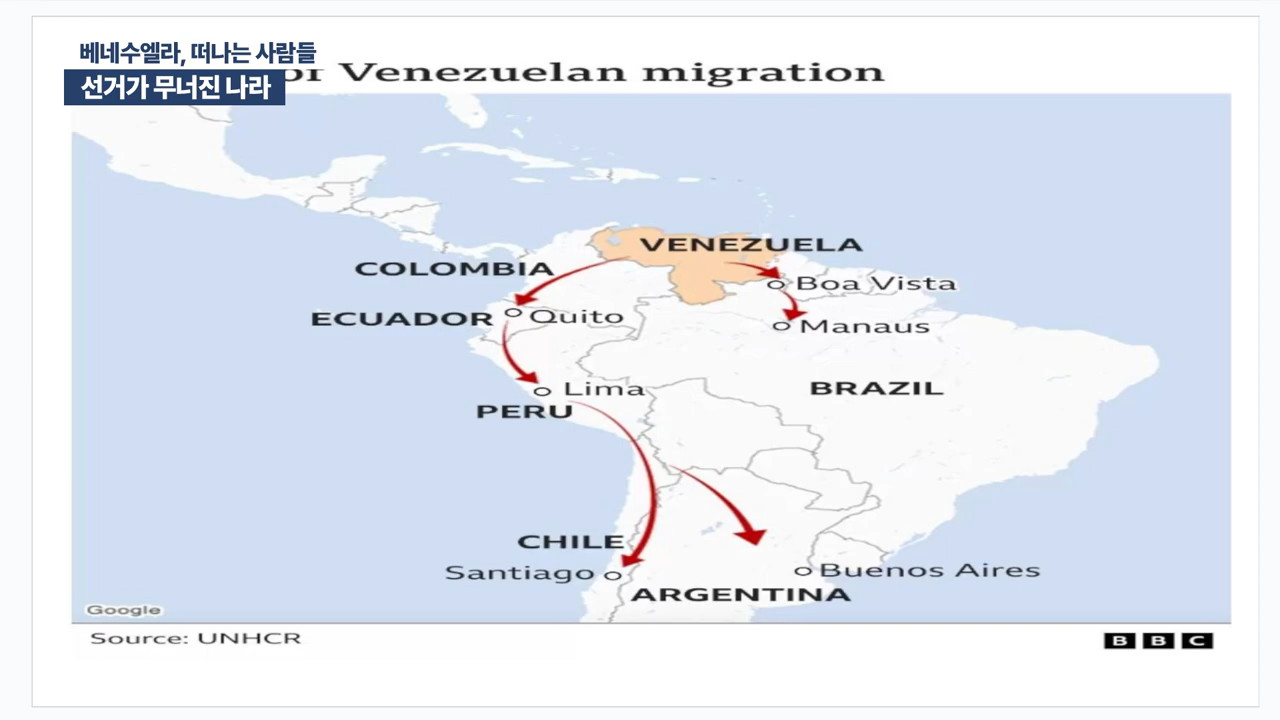 베네수엘라, 떠나는 사람들
선거가 무너진 나라
Venezuelan migration
VENEZUELA
COLOMBIA
Boa Vista
ECUADOR
Quito
Manaus
Lima
BRAZIL
PERU
CHILE
Santiago
Buenos Aires
ARGENTINA
Google
Source: UNHCR
BBC